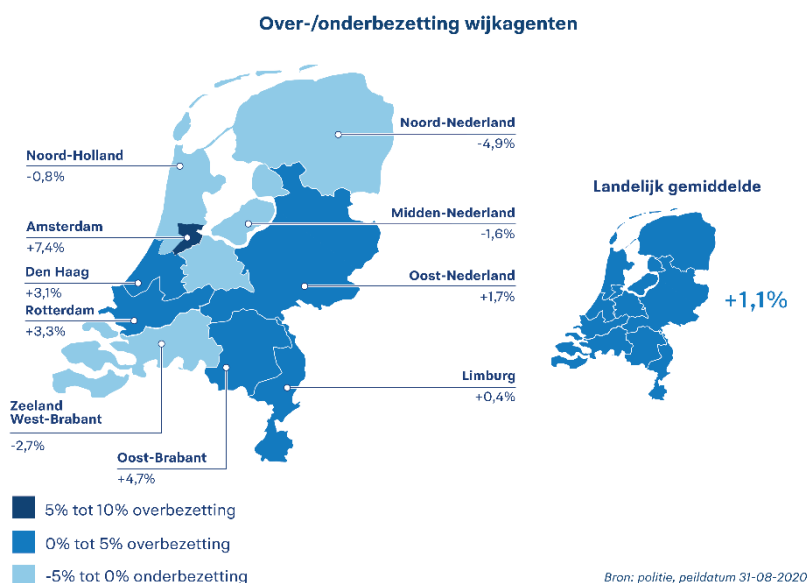 Over-/onderbezetting wijkagenten
Noord-Nederland
-4,9%
Noord-Holland
-0,8%
Landelijk gemiddelde
Midden-Nederland
-1,6%
Amsterdam
+7,4%
Den Haag
+3,1%
Oost-Nederland
+1,7%
+1,1%
Rotterdam
+3,3%
Limburg
+0,4%
Zeeland
West-Brabant
-2,7%
Oost-Brabant
+4,7%
5% tot 10% overbezetting
0% tot 5% overbezetting
-5% tot 0% onderbezetting
Bron: politie, peildatum 31-08-2020